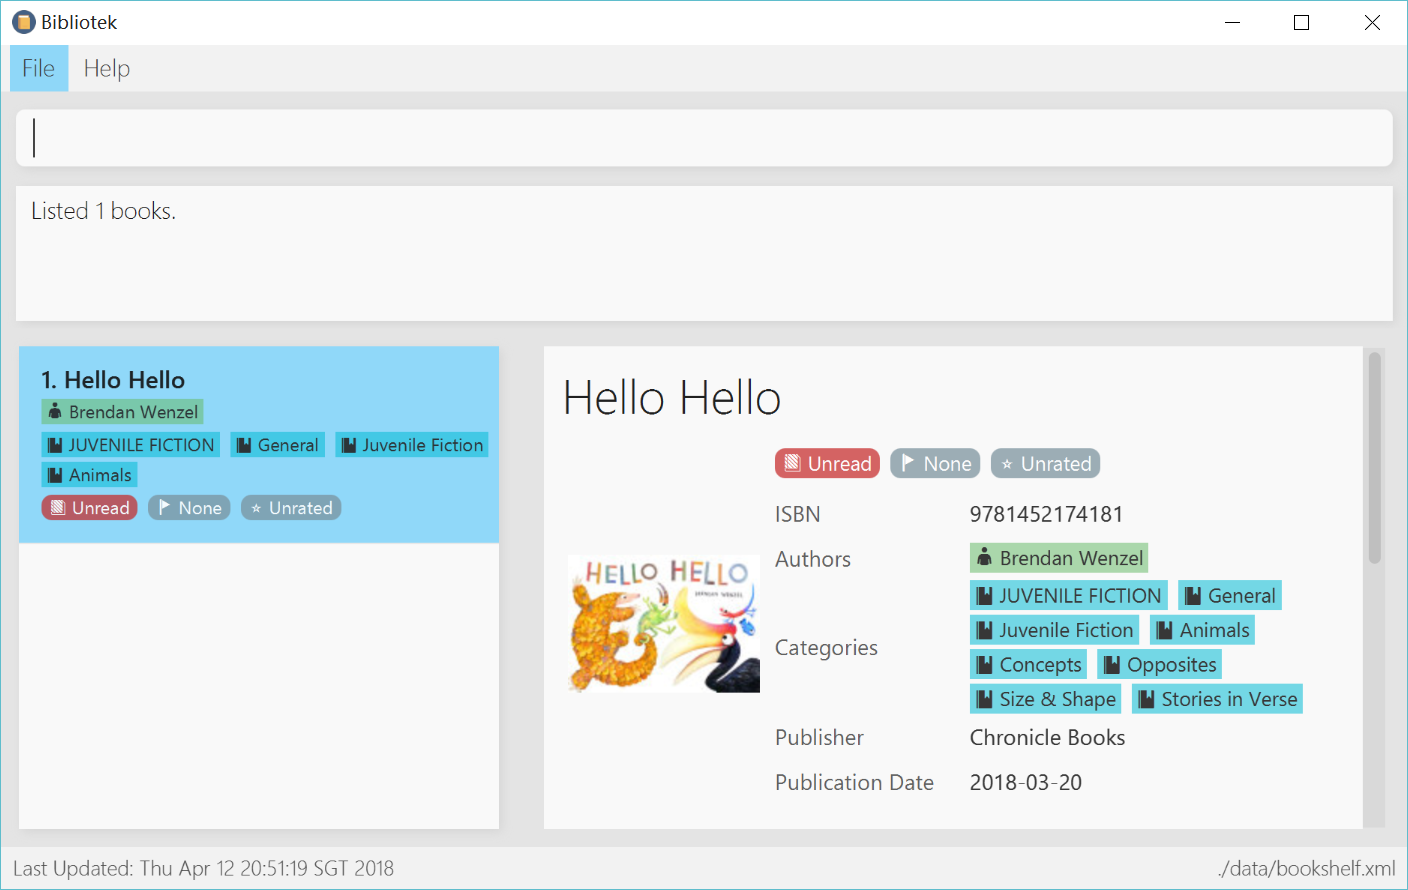 Bibliotek
File Help
Listed 1 books.
1. Hello Hello
Brendan Wenzel
JUVENILE FICTION General Juvenile Fiction
Animals
Unread None Unrated
Hello Hello
Unread None Unrated
ISBN 9781452174181
Authors Brendan Wenzel
Categories JUVENILE FICTION General
Juvenile Fiction Animals
Concepts Opposites
Size & Shape Stories in Verse
Publisher Chronicle Books
Publication Date 2018-03-20
HELLO HELLO
BRENDAN WENZEL
Last Updated: Thu Apr 12 20:51:19 SGT 2018 ./data/bookshelf.xml